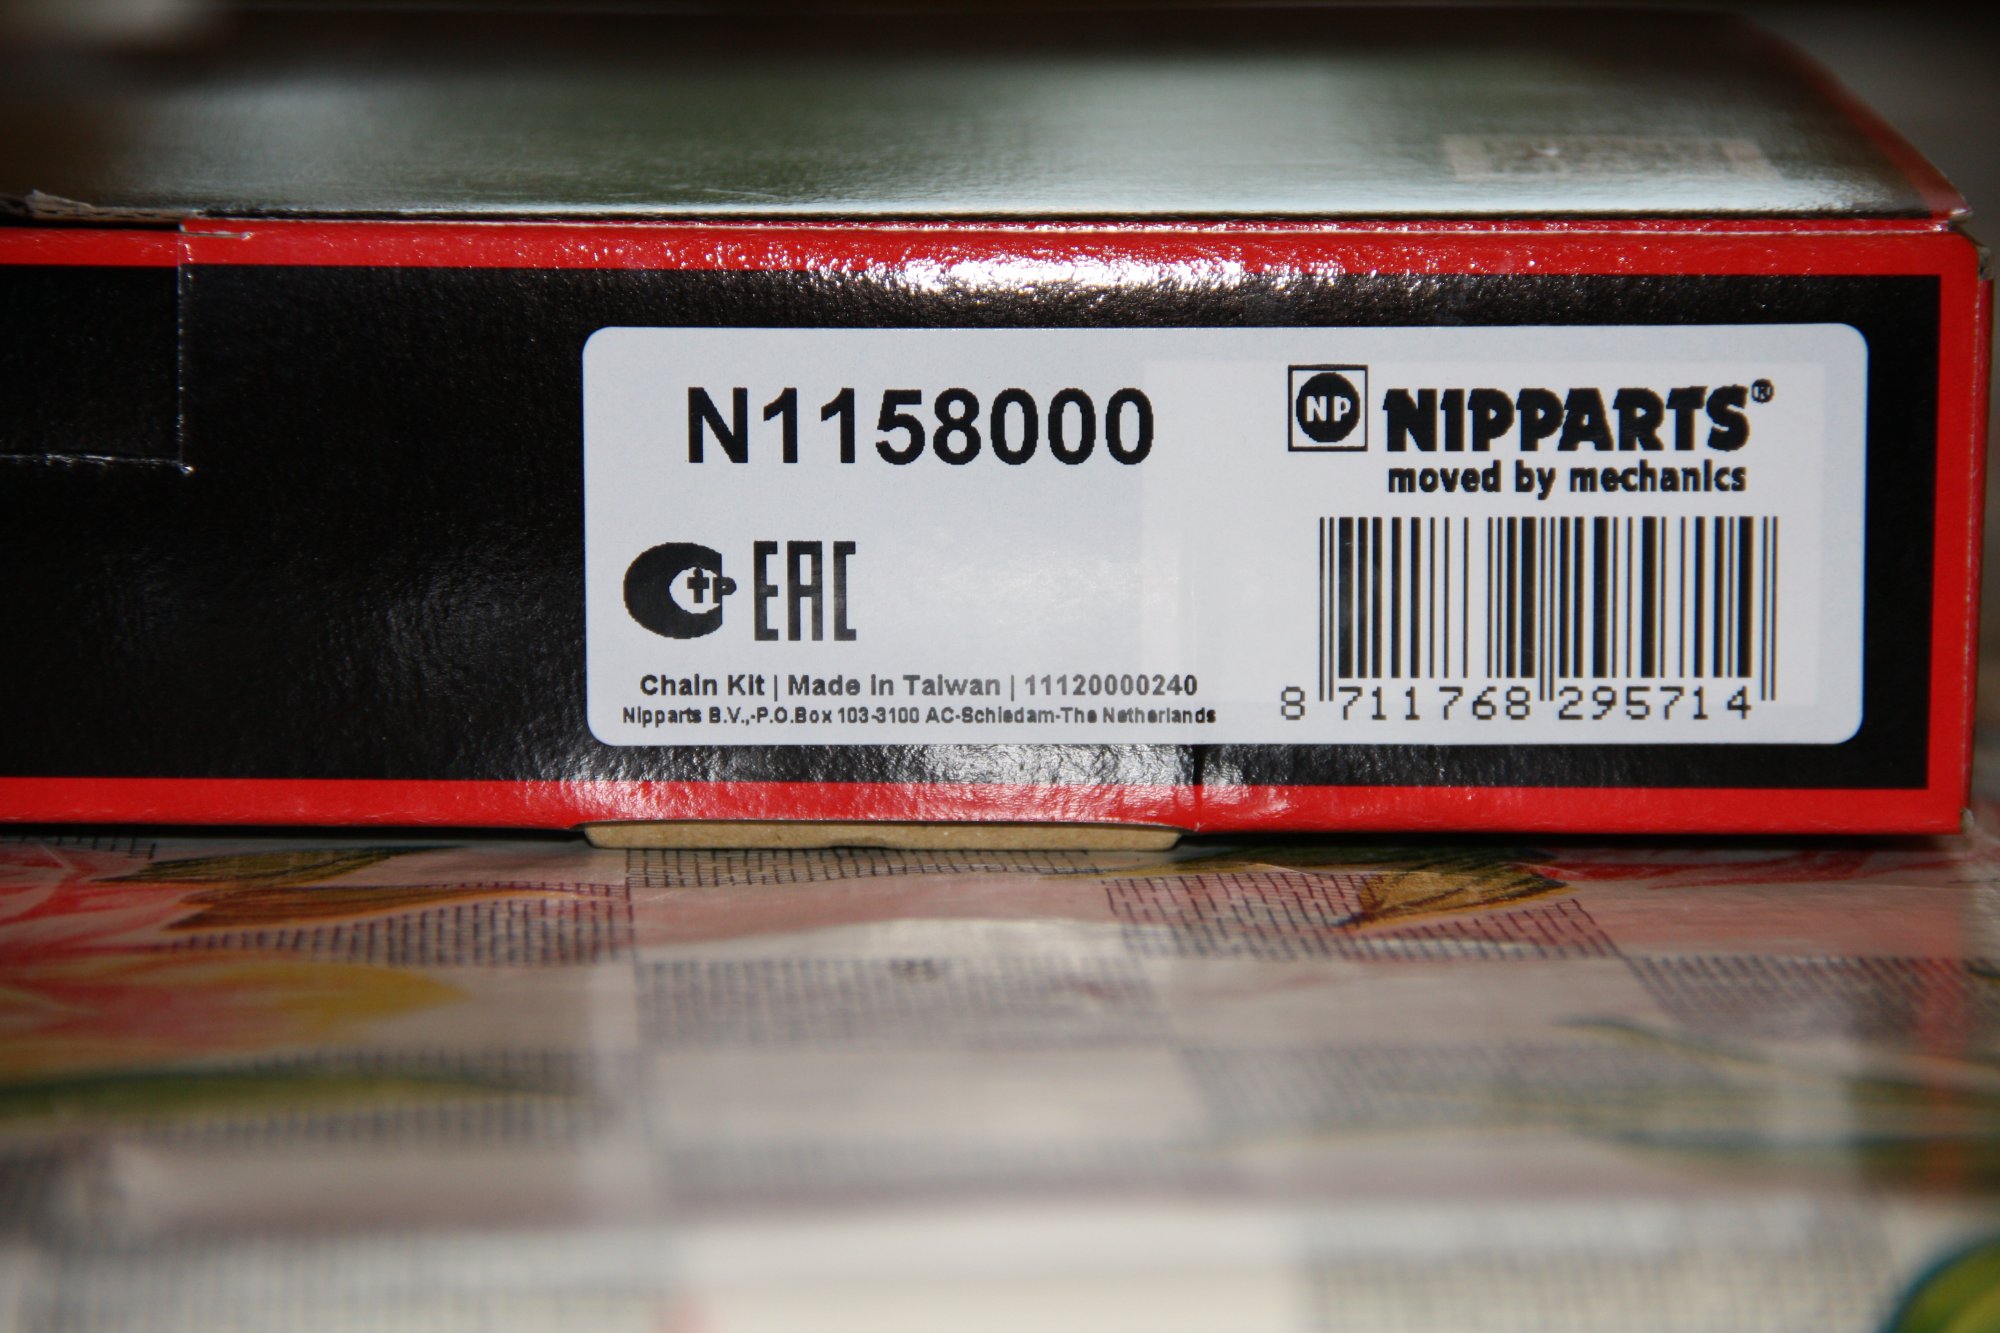 N1158000
NP NIPPARTS®
moved by mechanics
EAC
Chain Kit | Made in Taiwan | 11120000240
Nipparts B.V.,-P.O.Box 103-3100 AC-Schiedam-The Netherlands
8 711768 295714